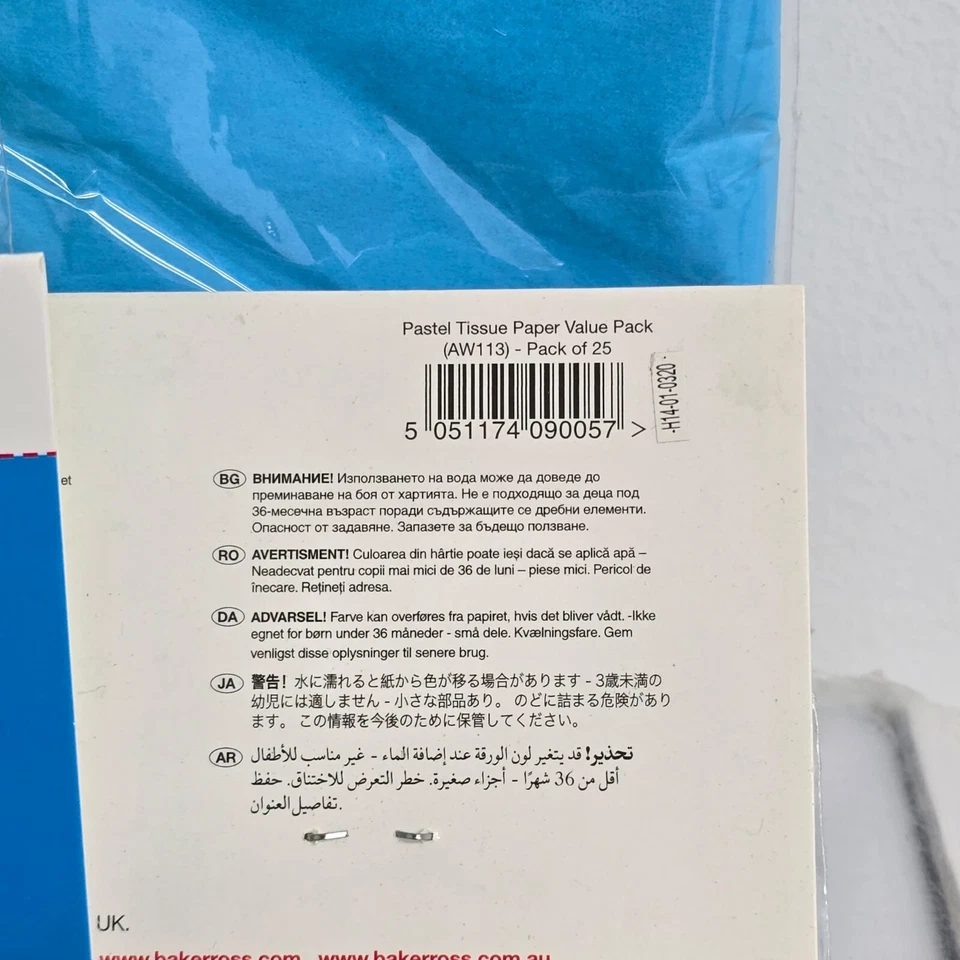 Pastel Tissue Paper Value Pack
(AW113) - Pack of 25
-H14-01-0320-
5 051174 090057 >
et
BG ВНИМАНИЕ! Използването на вода може да доведе до
преминаване на боя от хартията. Не е подходящо за деца под
36-месечна възраст поради съдържащите се дребни елементи.
Опасност от задавяне. Запазете за бъдещо ползване.
RO AVERTISMENT! Culoarea din hârtie poate ieși dacă se aplică apă –
Neadecvat pentru copii mai mici de 36 de luni – piese mici. Pericol de
înecare. Rețineți adresa.
DA ADVARSEL! Farve kan overføres fra papiret, hvis det bliver vådt. -Ikke
egnet for børn under 36 måneder - små dele. Kvælningsfare. Gem
venligst disse oplysninger til senere brug.
JA 警告! 水に濡れると紙から色が移る場合があります - 3歳未満の
幼児には適しません - 小さな部品あり。 のどに詰まる危険があり
ます。 この情報を今後のために保管してください。
AR تحذير! قد يتغير لون الورقة عند إضافة الماء - غير مناسب للأطفال
أقل من 36 شهرًا - أجزاء صغيرة. خطر التعرض للاختناق. حفظ
تفاصيل العنوان.
UK.
www.bakerross.com www.bakerross.com.au